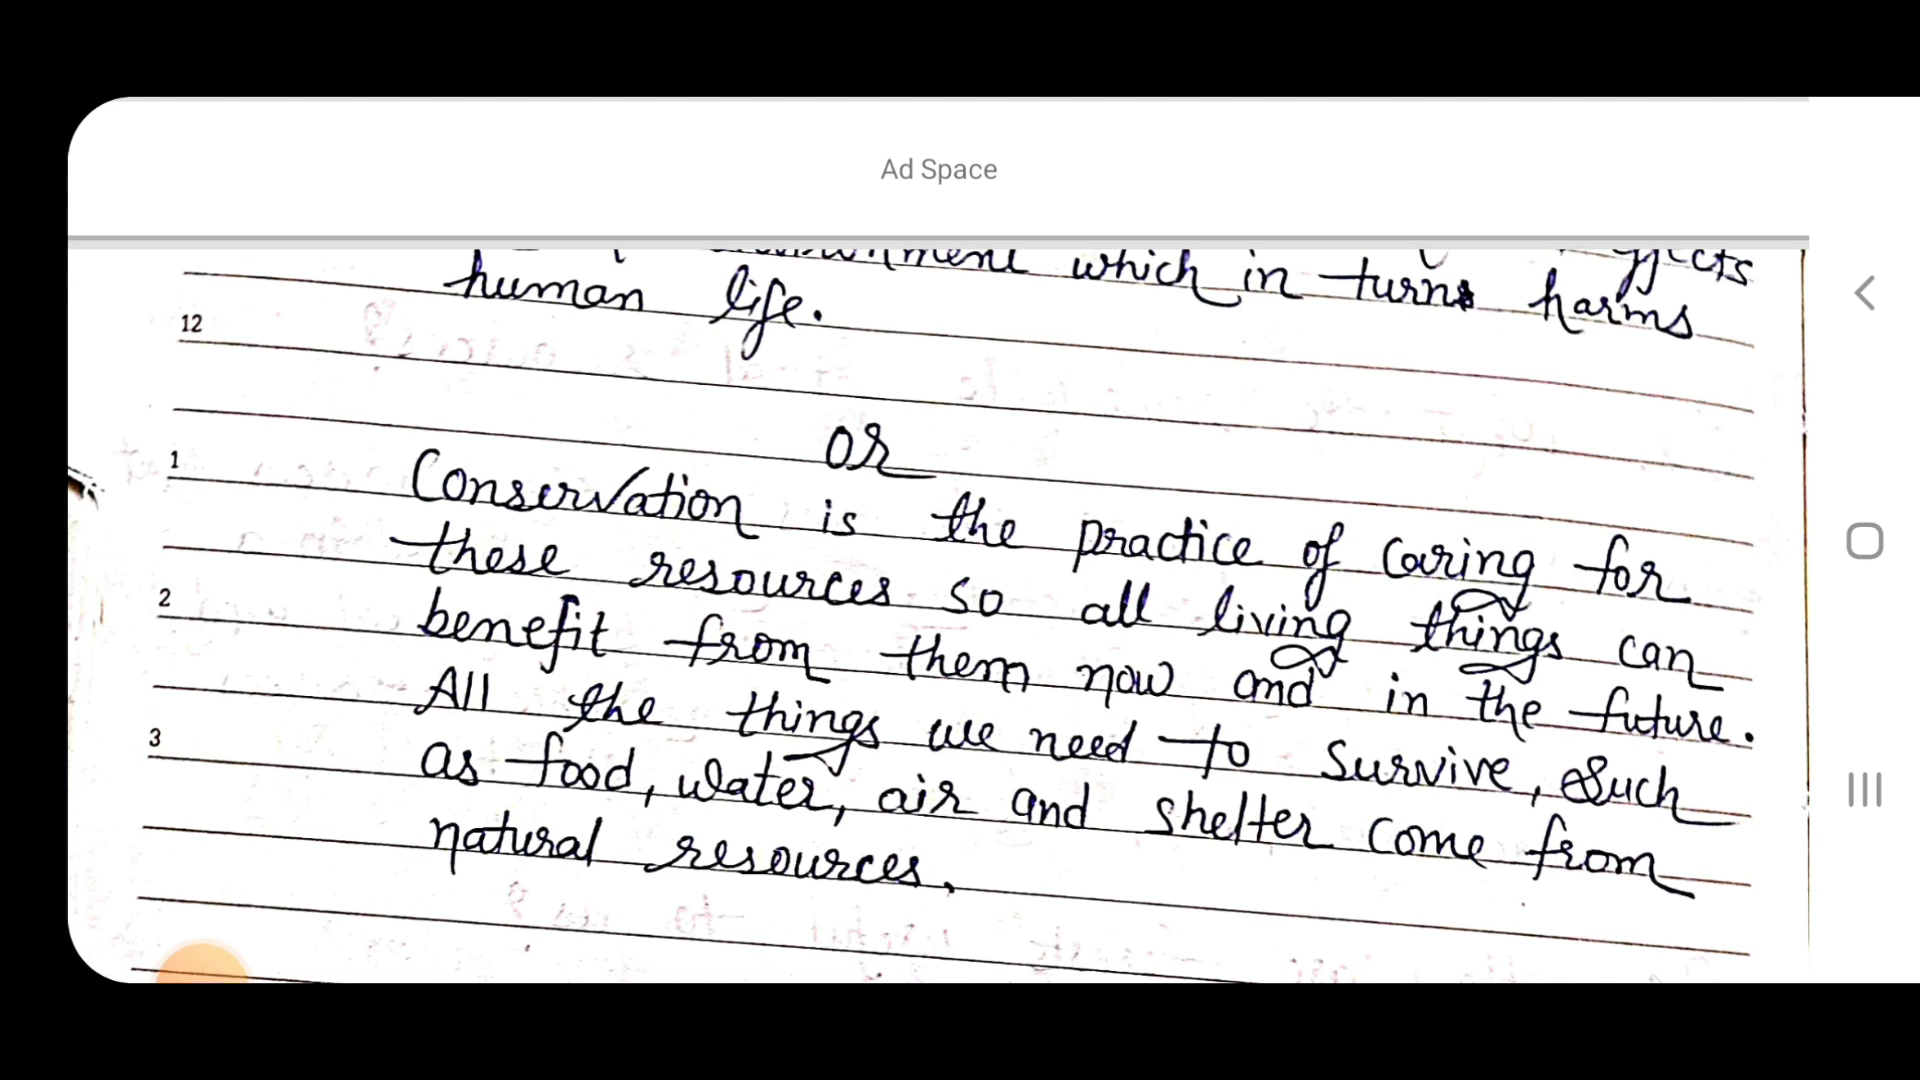 Ad Space
which in turns harms
human life.
12
OR
1
Conservation is the practice of caring for
these resources so all living things can
2
benefit from them now and in the future.
All the things we need to survive, such
3
as food, water, air and shelter come from
natural resources.